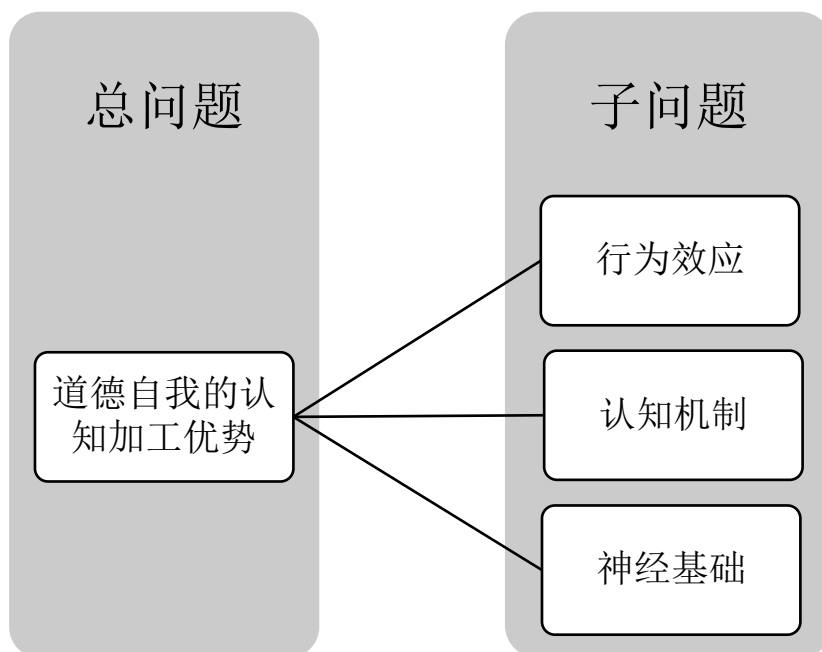 总问题
子问题
行为效应
道德自我的认
知加工优势
认知机制
神经基础